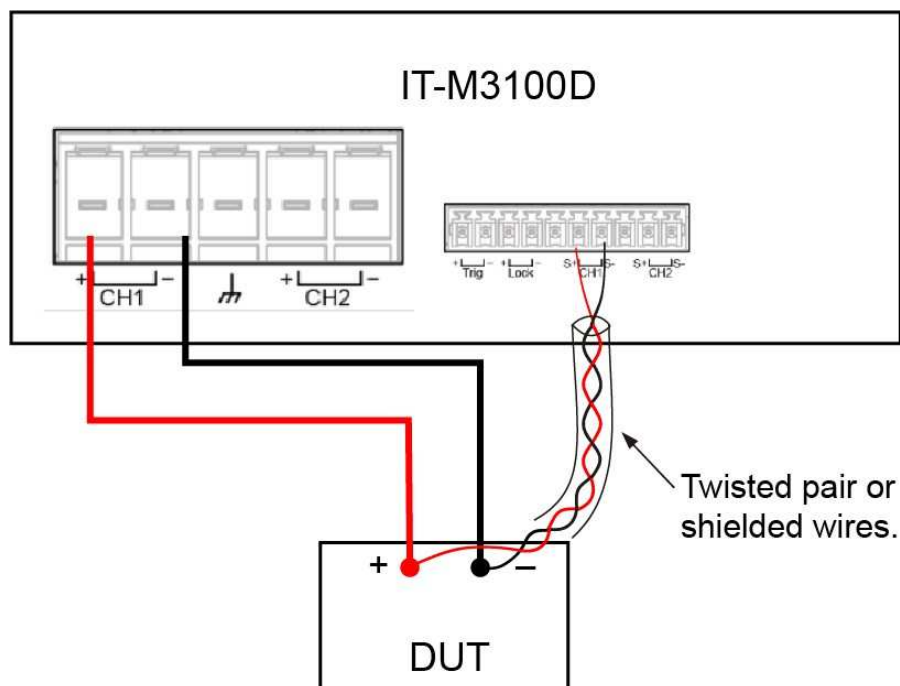 IT-M3100D
+ − + −
CH1 CH2
+ − + − S+ S- S+ S-
Trig Lock CH1 CH2
Twisted pair or
shielded wires.
+ −
DUT